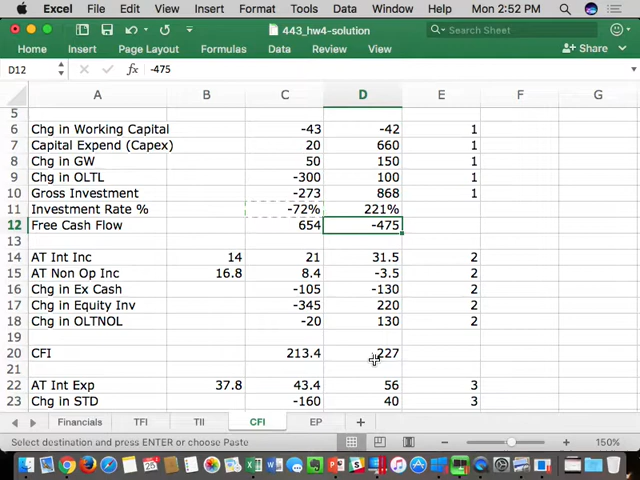 Excel File Edit View Insert Format Tools Data Window Help Mon 2:52 PM
443_hw4-solution
Search Sheet
Home Insert Page Layout Formulas Data Review View Share
D12 fx -475
A B C D E F G
5
6 Chg in Working Capital -43 -42 1
7 Capital Expend (Capex) 20 660 1
8 Chg in GW 50 150 1
9 Chg in OLTL -300 100 1
10 Gross Investment -273 868 1
11 Investment Rate % -72% 221%
12 Free Cash Flow 654 -475
13
14 AT Int Inc 14 21 31.5 2
15 AT Non Op Inc 16.8 8.4 -3.5 2
16 Chg in Ex Cash -105 -130 2
17 Chg in Equity Inv -345 220 2
18 Chg in OLTNOL -20 130 2
19
20 CFI 213.4 -227
21
22 AT Int Exp 37.8 43.4 56 3
23 Chg in STD -160 40 3
Financials TFI TII CFI EP +
Select destination and press ENTER or choose Paste 150%